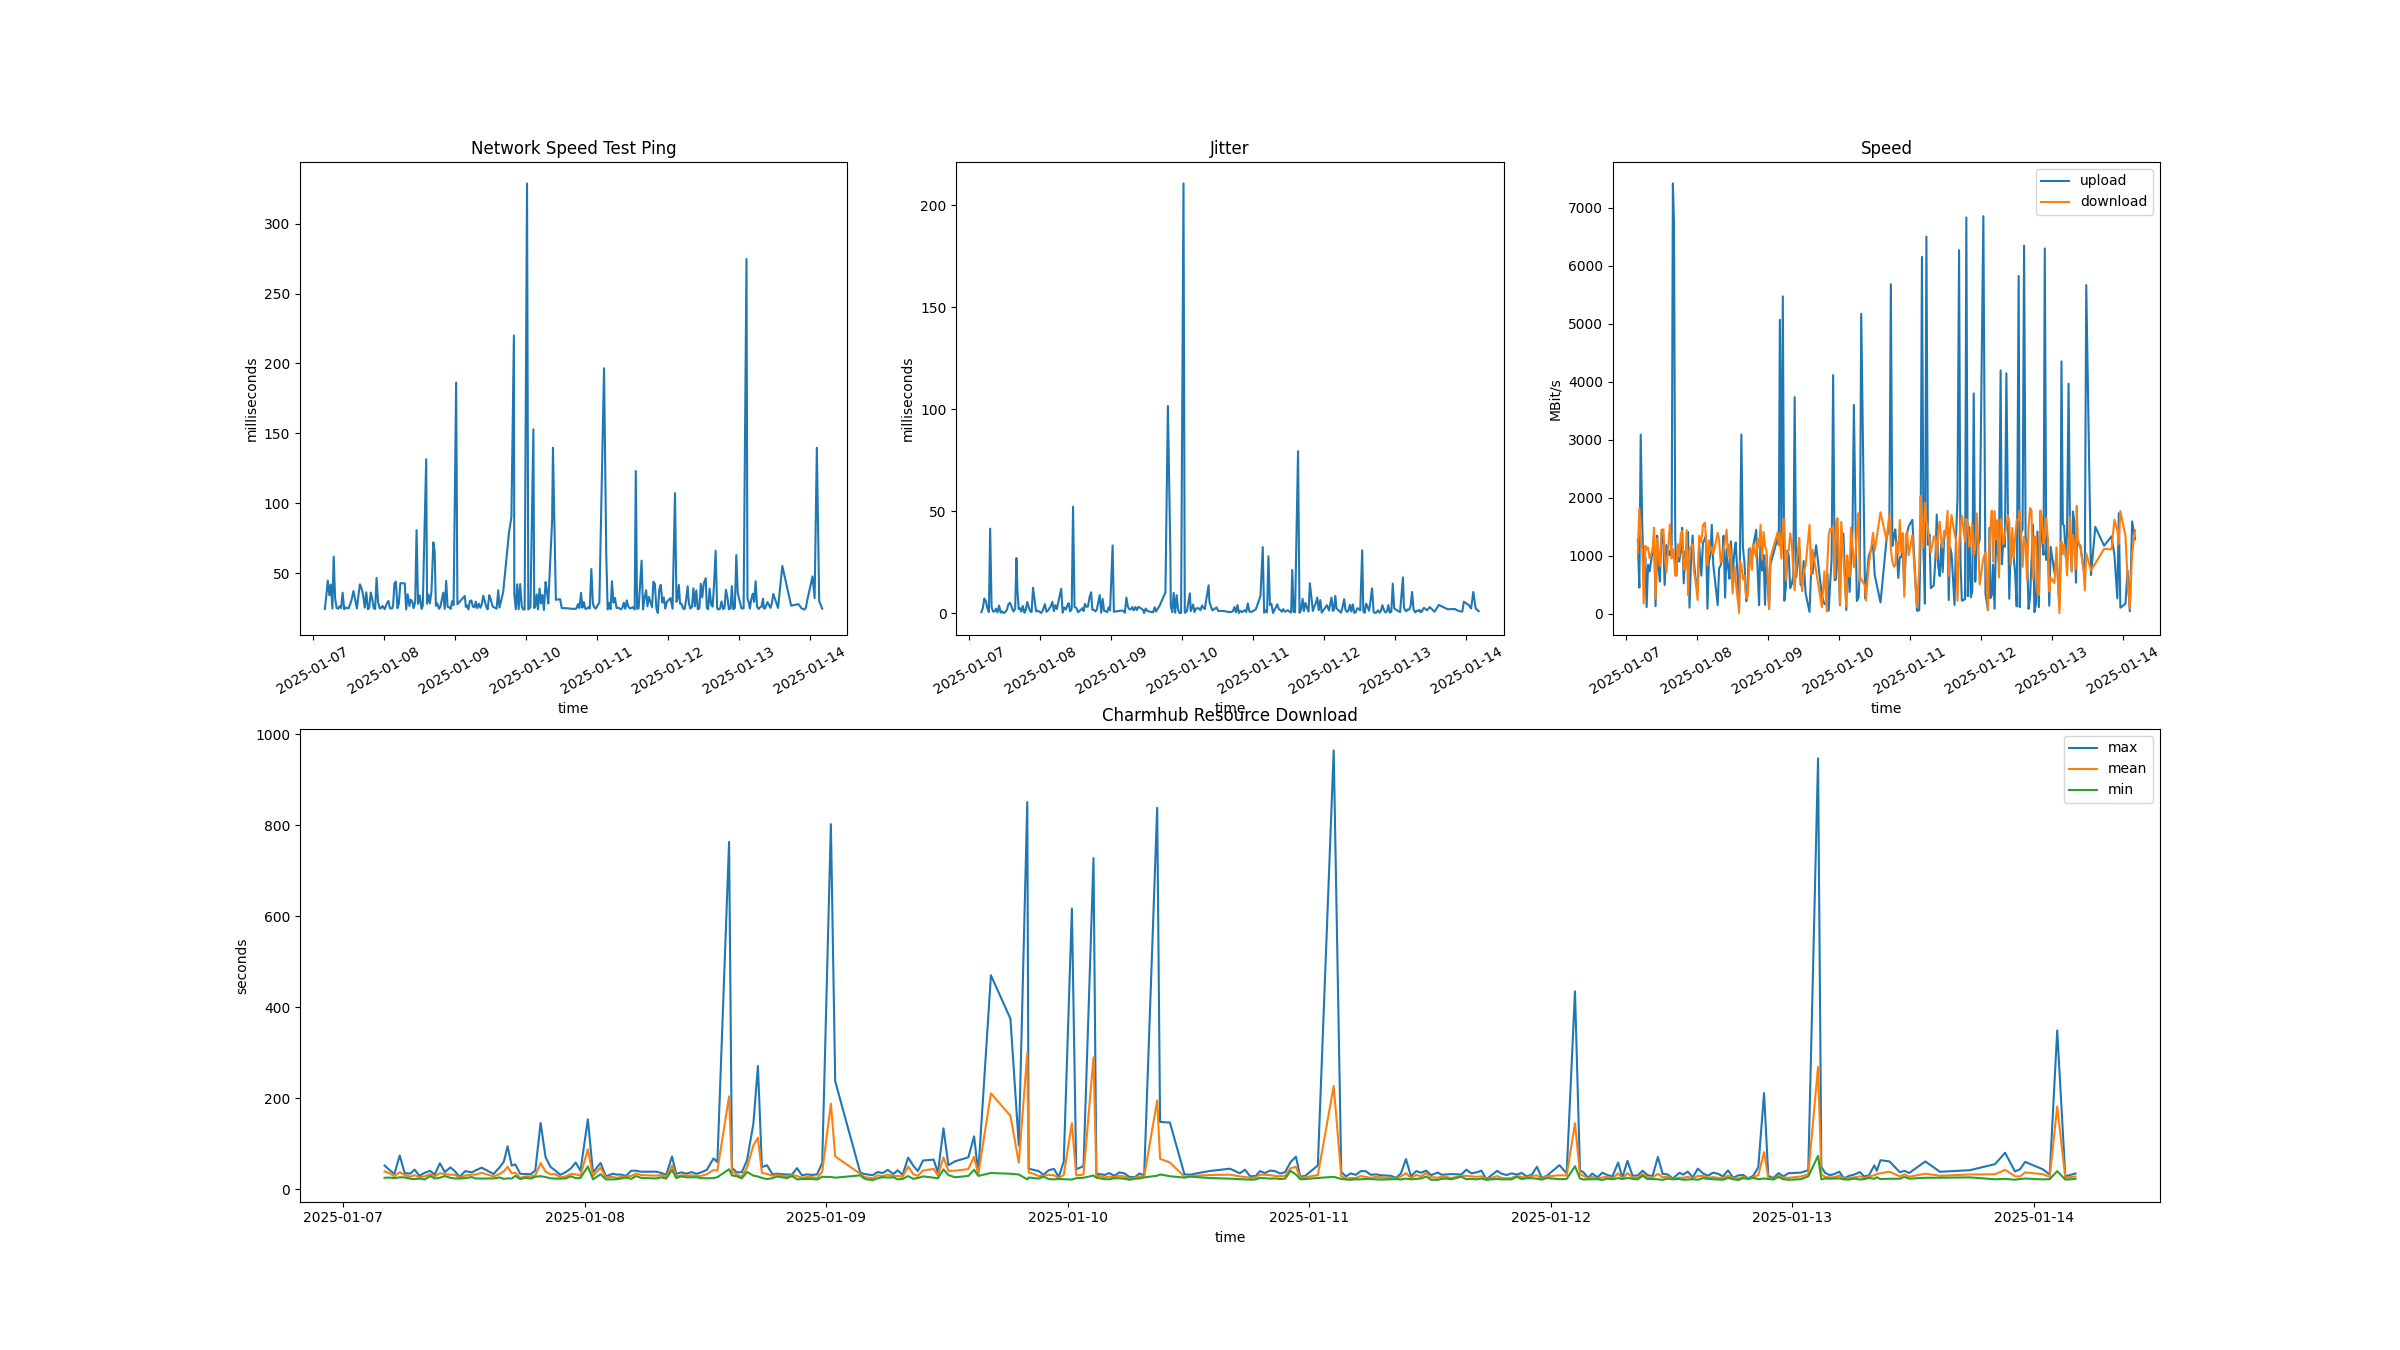 Network Speed Test Ping
milliseconds
300
250
200
150
100
50
2025-01-07 2025-01-08 2025-01-09 2025-01-10 2025-01-11 2025-01-12 2025-01-13 2025-01-14
time
Jitter
milliseconds
200
150
100
50
0
2025-01-07 2025-01-08 2025-01-09 2025-01-10 2025-01-11 2025-01-12 2025-01-13 2025-01-14
time
Speed
upload
download
MBit/s
7000
6000
5000
4000
3000
2000
1000
0
2025-01-07 2025-01-08 2025-01-09 2025-01-10 2025-01-11 2025-01-12 2025-01-13 2025-01-14
time
Charmhub Resource Download
max
mean
min
seconds
1000
800
600
400
200
0
2025-01-07 2025-01-08 2025-01-09 2025-01-10 2025-01-11 2025-01-12 2025-01-13 2025-01-14
time